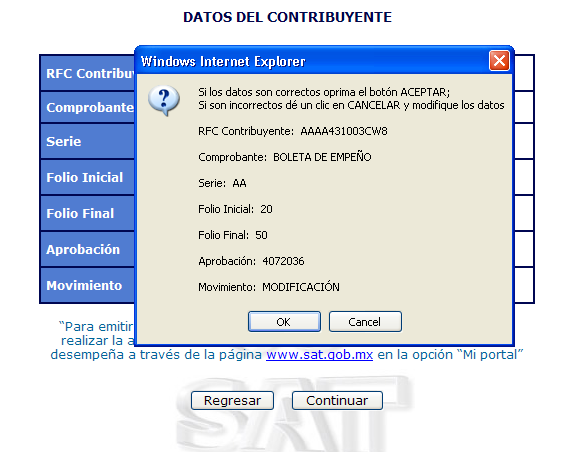 DATOS DEL CONTRIBUYENTE
Windows Internet Explorer
Si los datos son correctos oprima el botón ACEPTAR;
Si son incorrectos dé un clic en CANCELAR y modifique los datos
RFC Contribuyente: AAAA431003CW8
Comprobante: BOLETA DE EMPEÑO
Serie: AA
Folio Inicial: 20
Folio Final: 50
Aprobación: 4072036
Movimiento: MODIFICACIÓN
OK Cancel
RFC
Comprobante
Serie
Folio Inicial
Folio Final
Aprobación
Movimiento
“Para emitir
realizar la
desempeña a través de la página www.sat.gob.mx en la opción “Mi portal”
Regresar Continuar
SAT